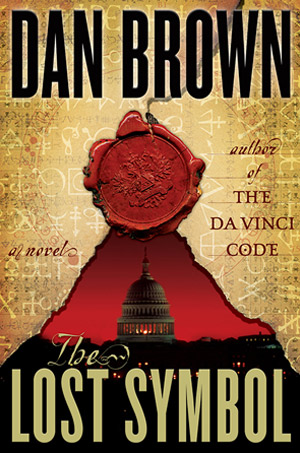 DAN BROWN
author
of
THE
DA VINCI
CODE
a novel
The
LOST SYMBOL